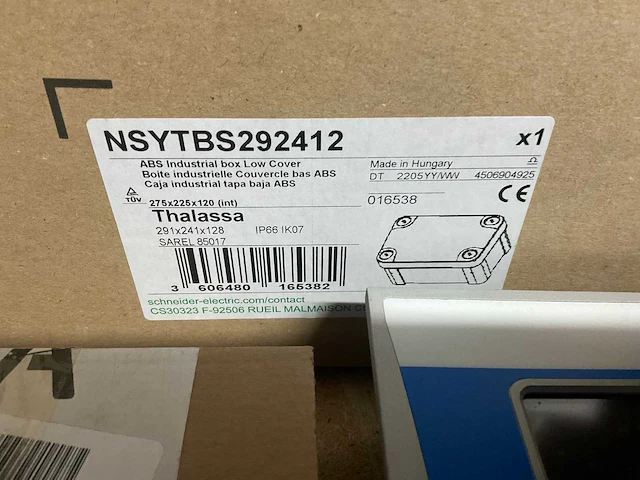 NSYTBS292412
x1
ABS Industrial box Low Cover
Boite industrielle Couvercle bas ABS
Caja industrial tapa baja ABS
Made in Hungary
DT 2205YY/WW 4506904925
TÜV
275x225x120 (int)
Thalassa
016538
CE
291x241x128 IP66 IK07
SAREL 85017
3 606480 165382
schneider-electric.com/contact
CS30323 F-92506 RUEIL MALMAISON